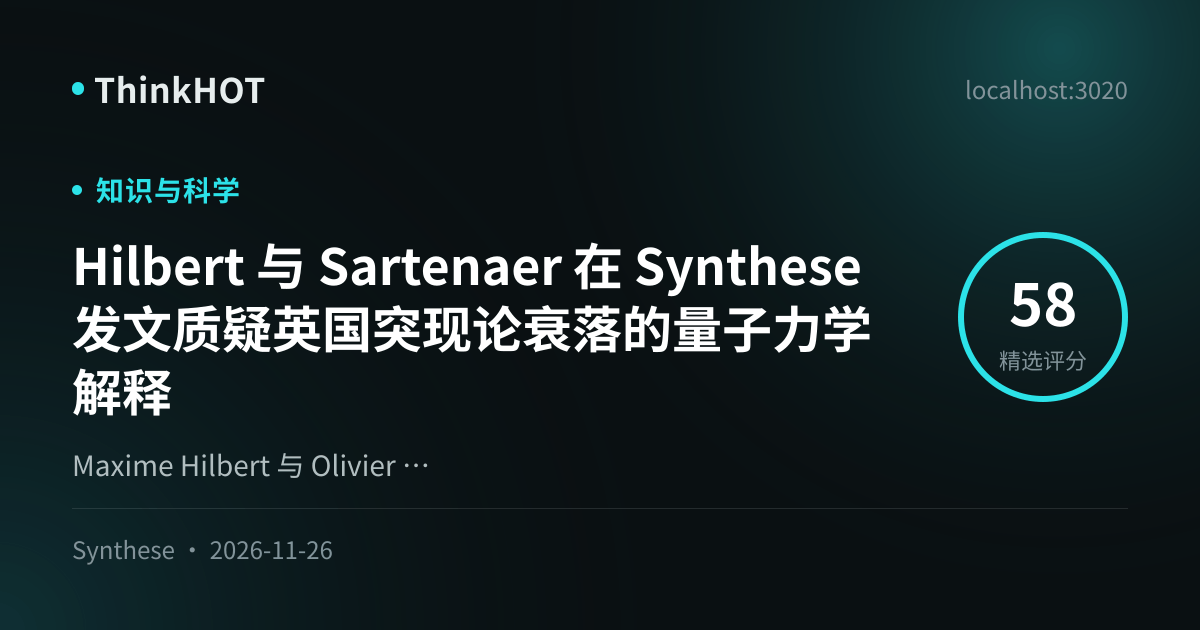 ThinkHOT
localhost:3020
知识与科学
Hilbert 与 Sartenaer 在 Synthese
发文质疑英国突现论衰落的量子力学
解释
58
精选评分
Maxime Hilbert 与 Olivier …
Synthese · 2026-11-26